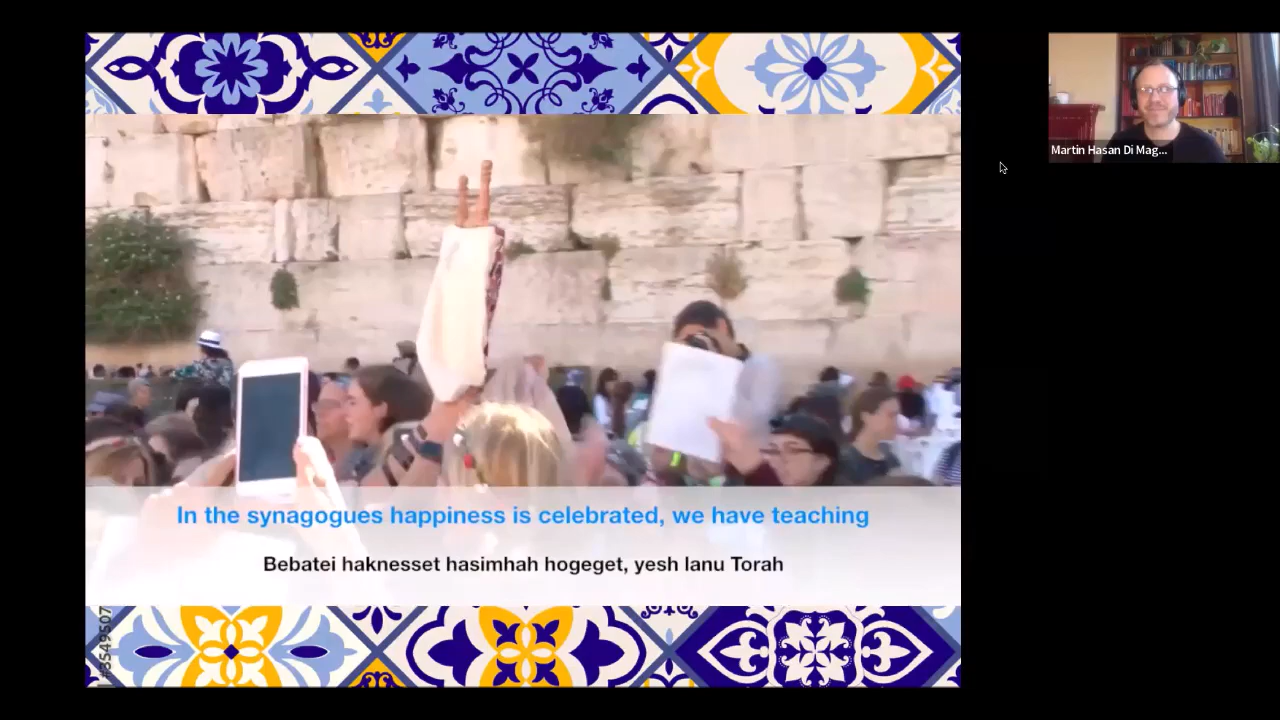 Martin Hasan Di Mag...
In the synagogues happiness is celebrated, we have teaching
Bebatei haknesset hasimhah hogeget, yesh lanu Torah
#3549507